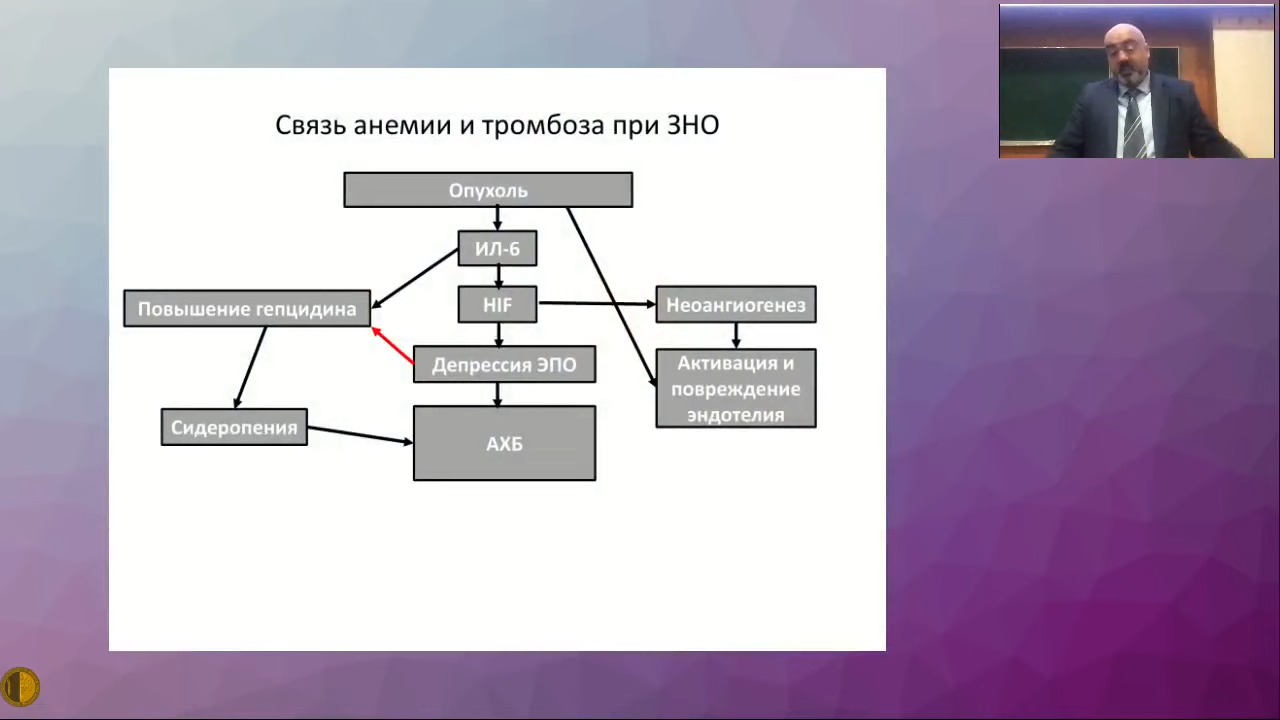 Связь анемии и тромбоза при ЗНО
Опухоль
ИЛ-6
Повышение гепцидина
HIF
Неоангиогенез
Депрессия ЭПО
Активация и
повреждение
эндотелия
Сидеропения
АХБ